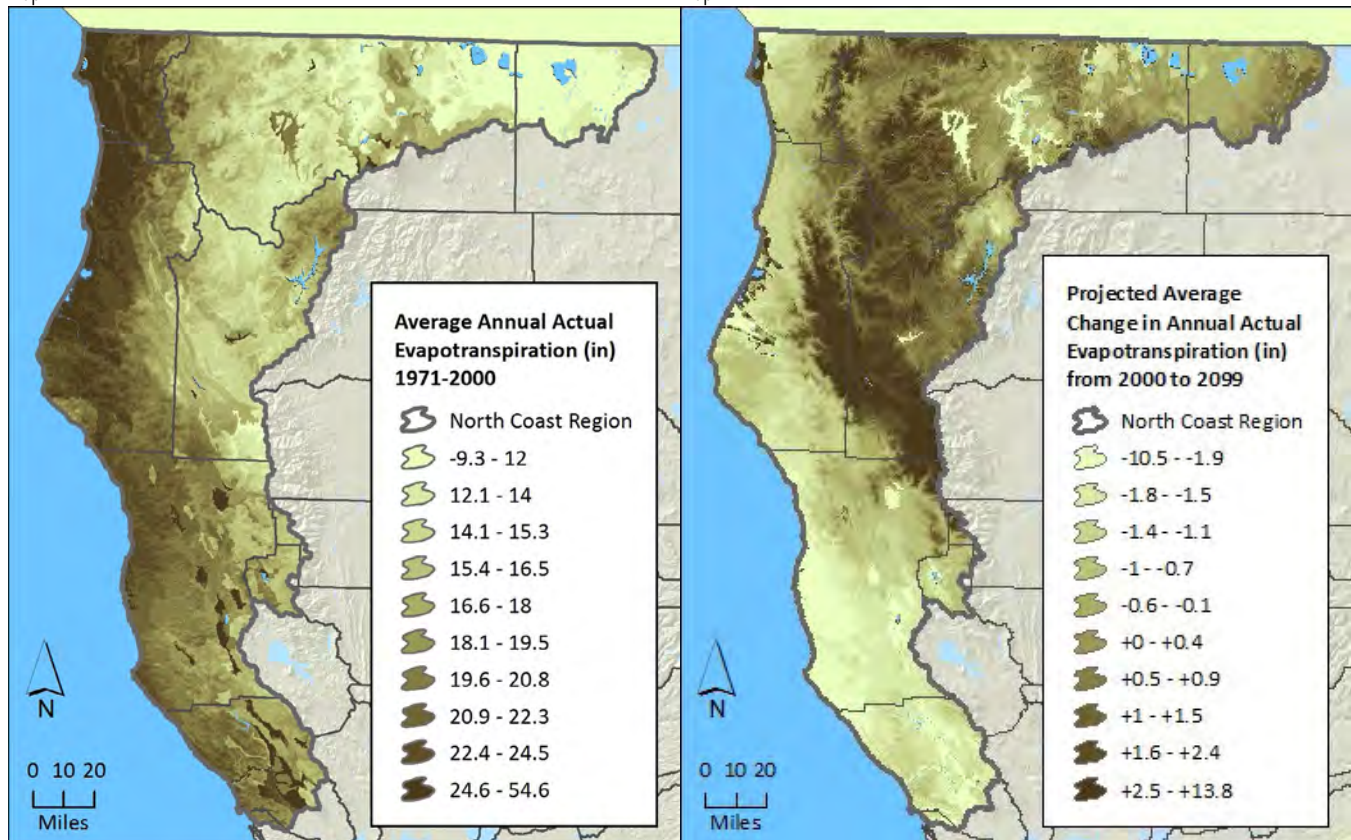 Average Annual Actual
Evapotranspiration (in)
1971-2000
North Coast Region
-9.3 - 12
12.1 - 14
14.1 - 15.3
15.4 - 16.5
16.6 - 18
18.1 - 19.5
19.6 - 20.8
20.9 - 22.3
22.4 - 24.5
24.6 - 54.6
N
0 10 20
Miles
Projected Average
Change in Annual Actual
Evapotranspiration (in)
from 2000 to 2099
North Coast Region
-10.5 - -1.9
-1.8 - -1.5
-1.4 - -1.1
-1 - -0.7
-0.6 - -0.1
+0 - +0.4
+0.5 - +0.9
+1 - +1.5
+1.6 - +2.4
+2.5 - +13.8
N
0 10 20
Miles